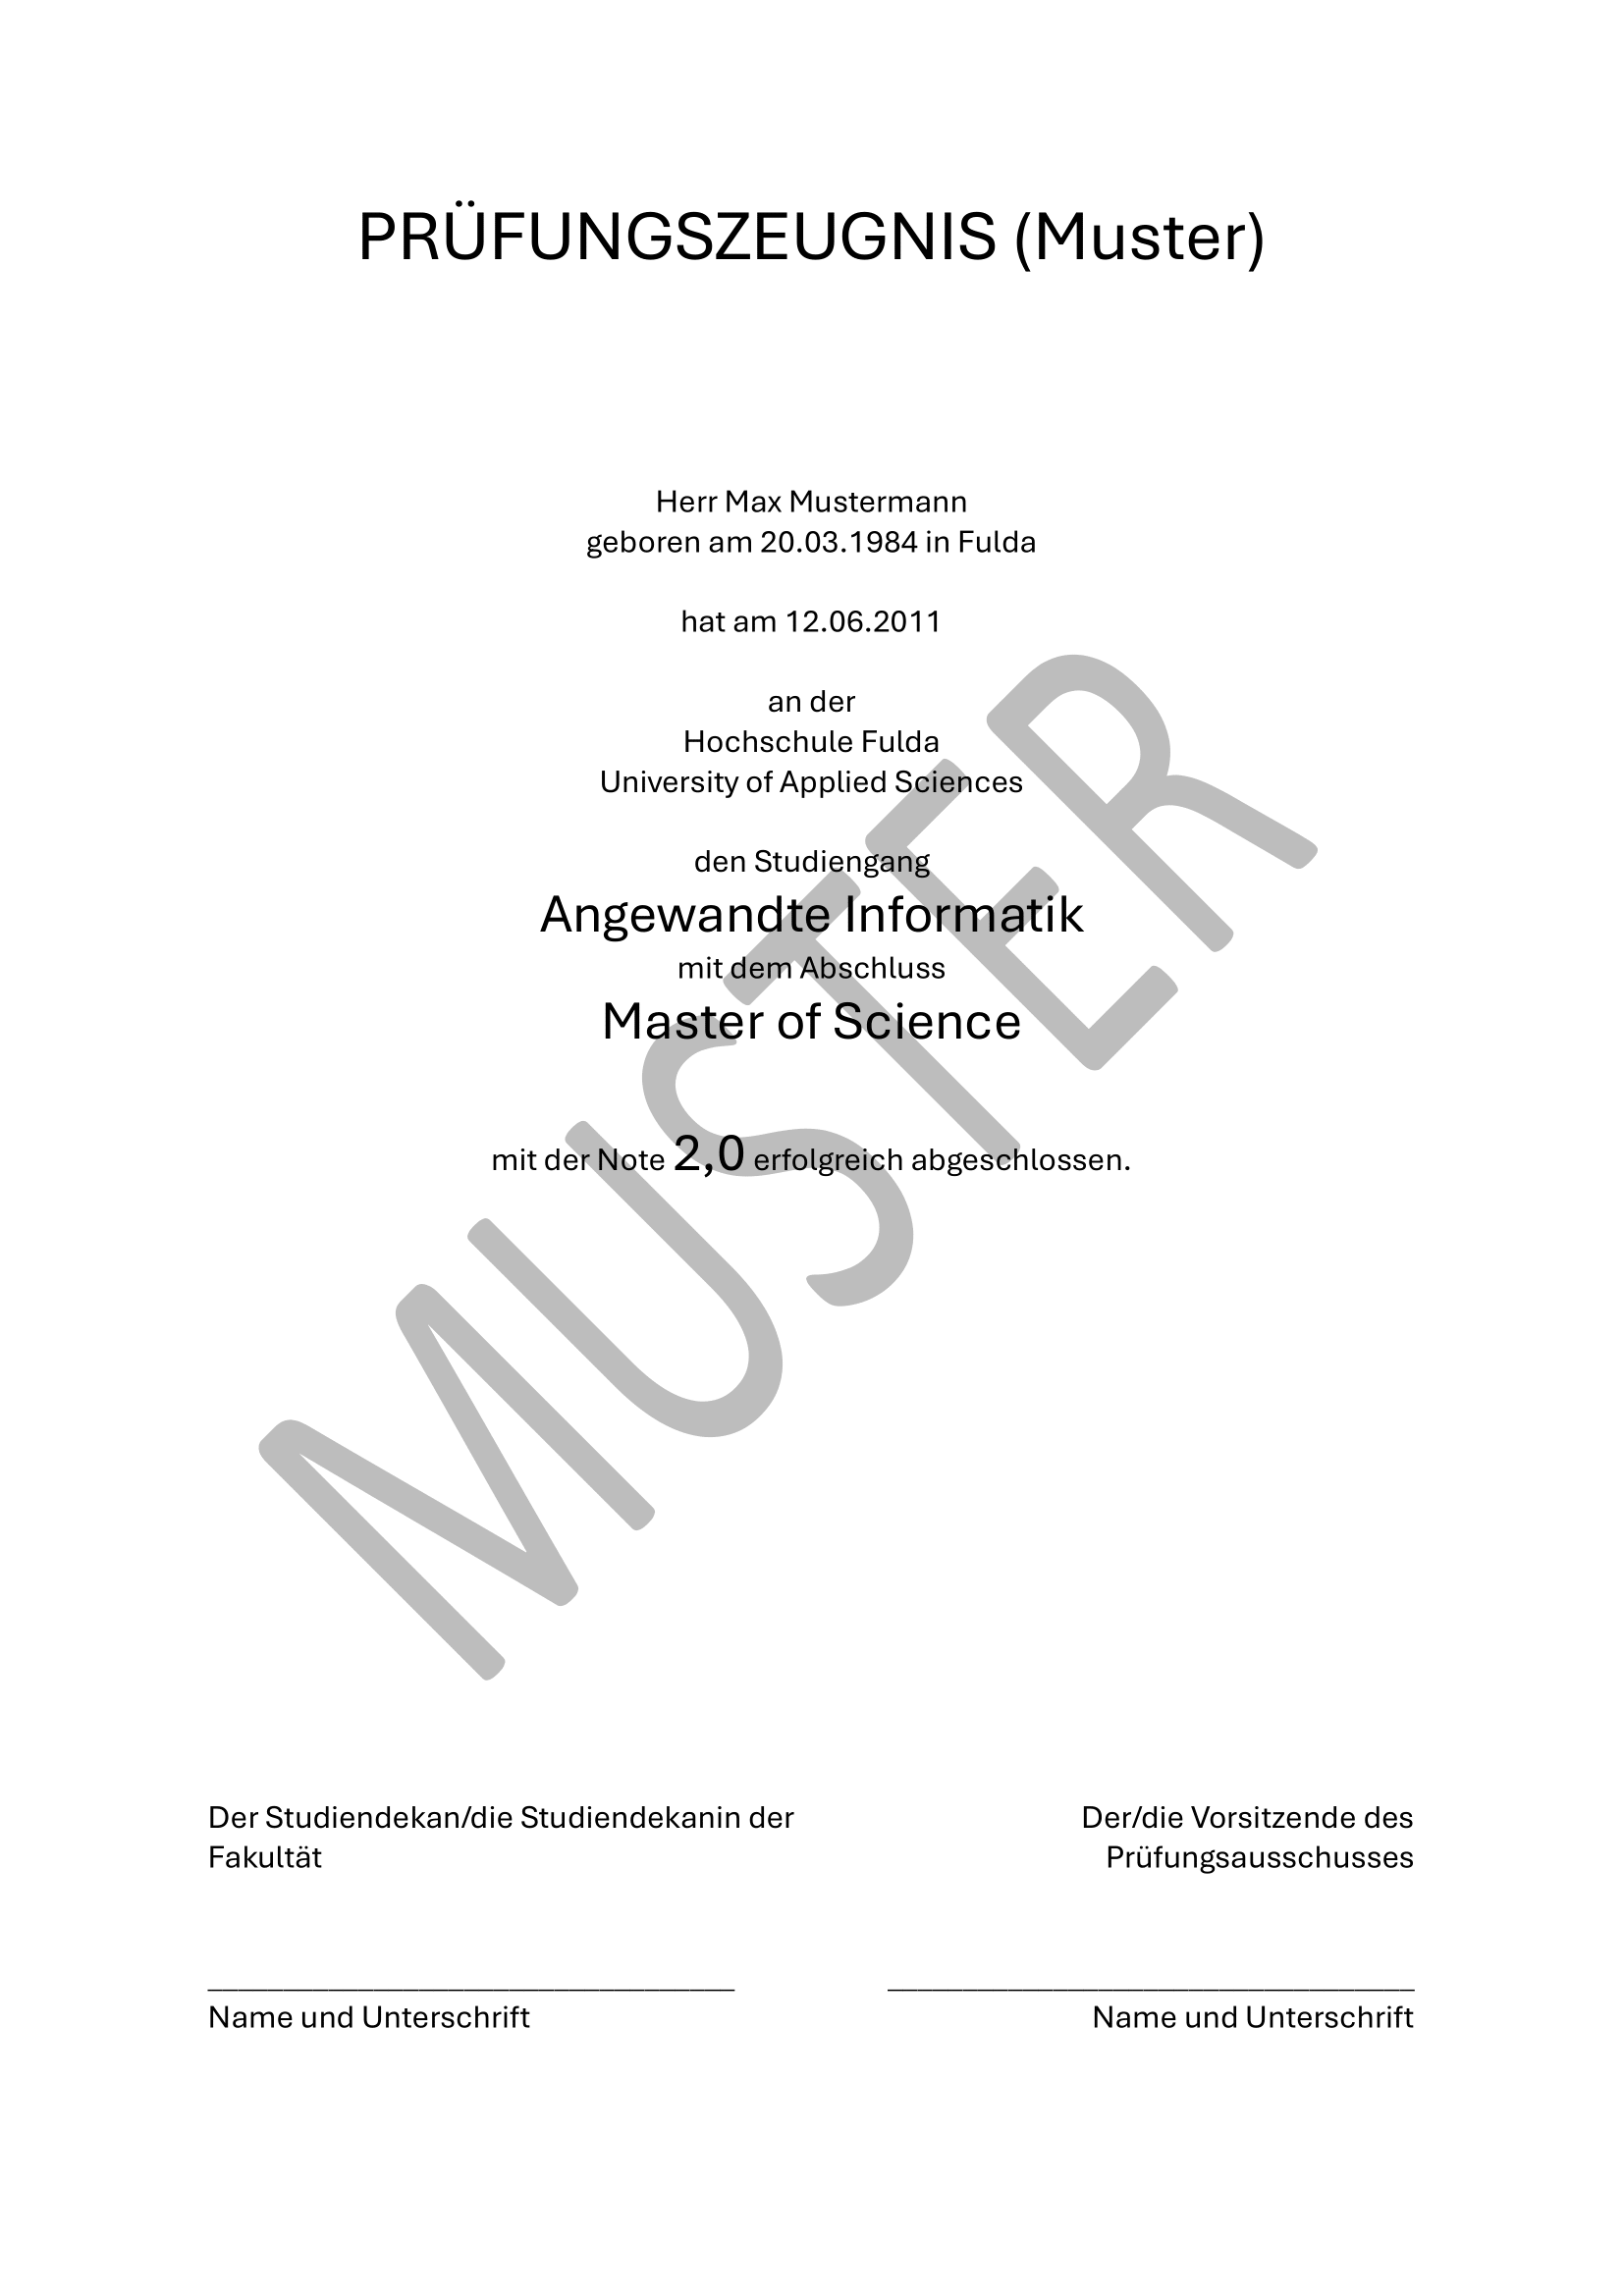 PRÜFUNGSZEUGNIS (Muster)
Herr Max Mustermann
geboren am 20.03.1984 in Fulda
hat am 12.06.2011
an der
Hochschule Fulda
University of Applied Sciences
den Studiengang
Angewandte Informatik
mit dem Abschluss
Master of Science
mit der Note 2,0 erfolgreich abgeschlossen.
MUSTER
Der Studiendekan/die Studiendekanin der
Fakultät
Der/die Vorsitzende des
Prüfungsausschusses
Name und Unterschrift
Name und Unterschrift